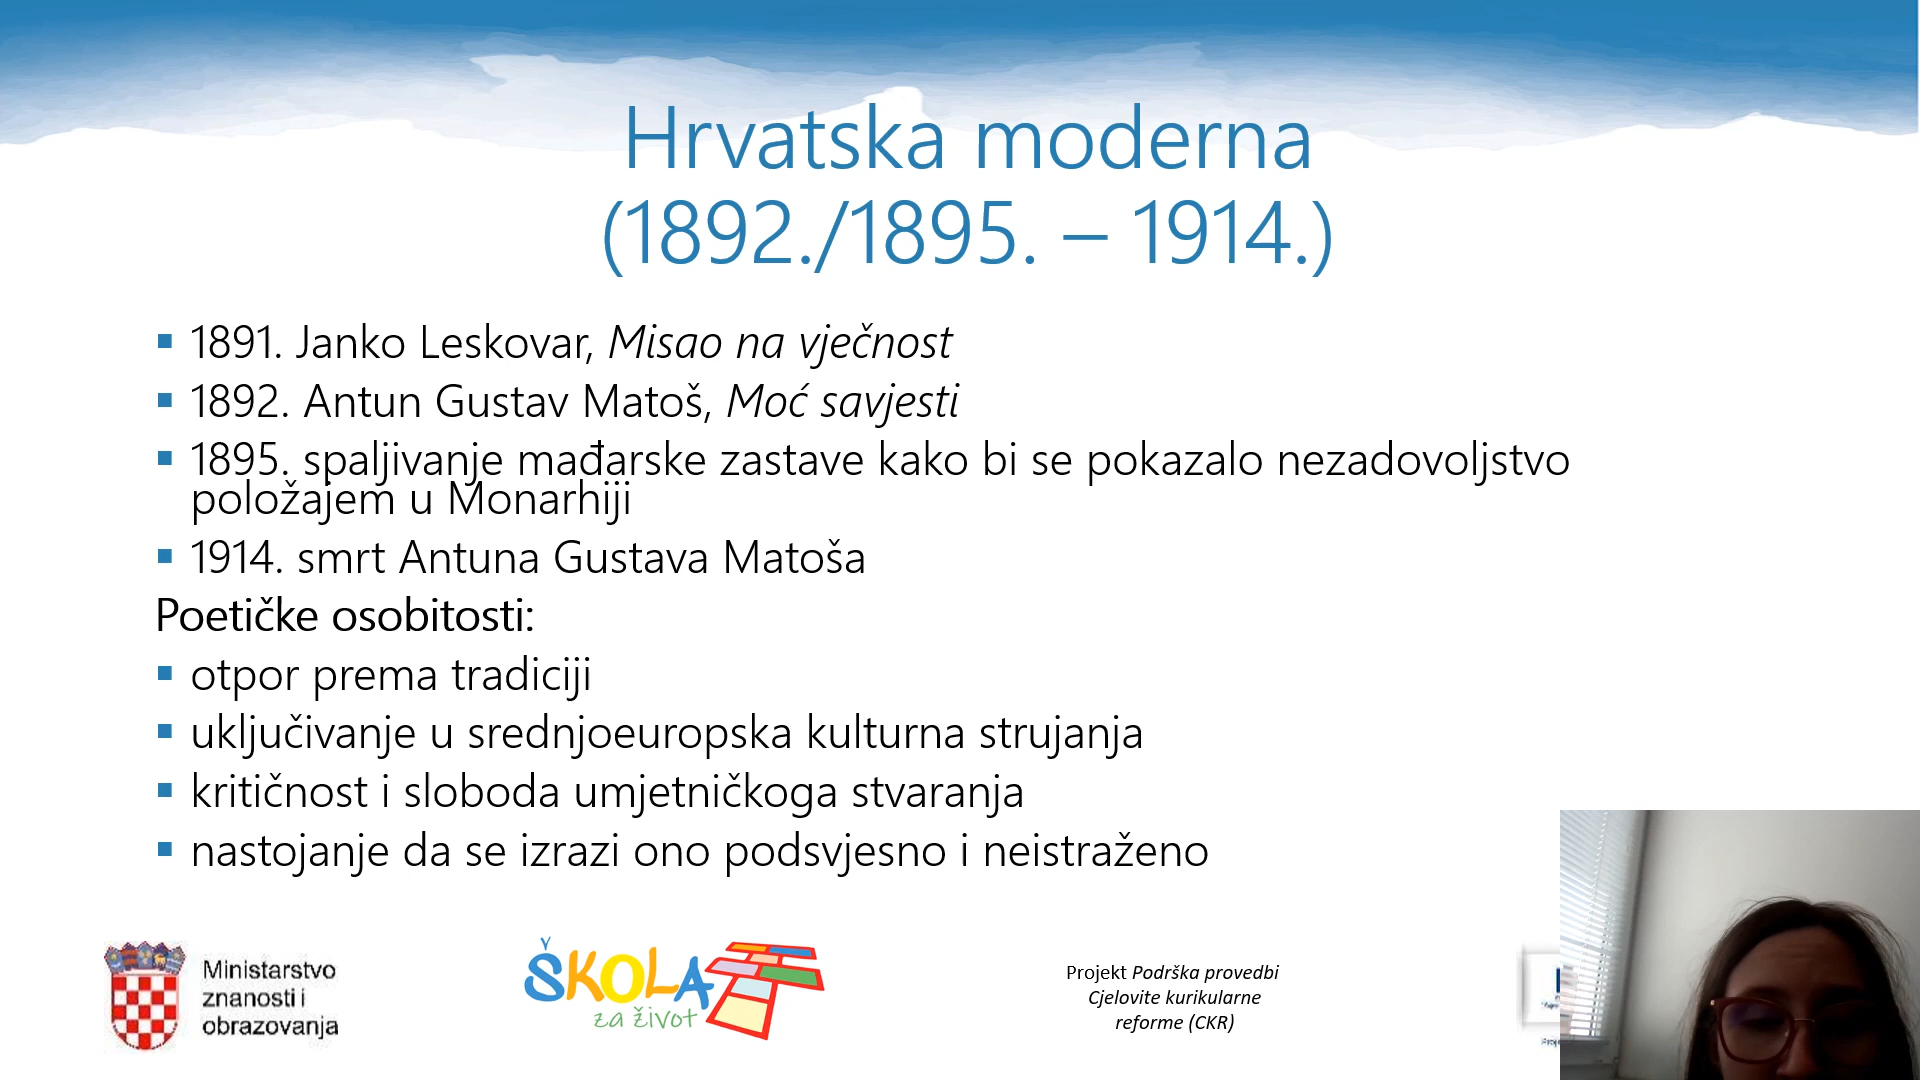 Hrvatska moderna
(1892./1895. – 1914.)
▪ 1891. Janko Leskovar, Misao na vječnost
▪ 1892. Antun Gustav Matoš, Moć savjesti
▪ 1895. spaljivanje mađarske zastave kako bi se pokazalo nezadovoljstvo
položajem u Monarhiji
▪ 1914. smrt Antuna Gustava Matoša
Poetičke osobitosti:
▪ otpor prema tradiciji
▪ uključivanje u srednjoeuropska kulturna strujanja
▪ kritičnost i sloboda umjetničkoga stvaranja
▪ nastojanje da se izrazi ono podsvjesno i neistraženo
Ministarstvo
znanosti i
obrazovanja
ŠKOLA
za život
Projekt Podrška provedbi
Cjelovite kurikularne
reforme (CKR)